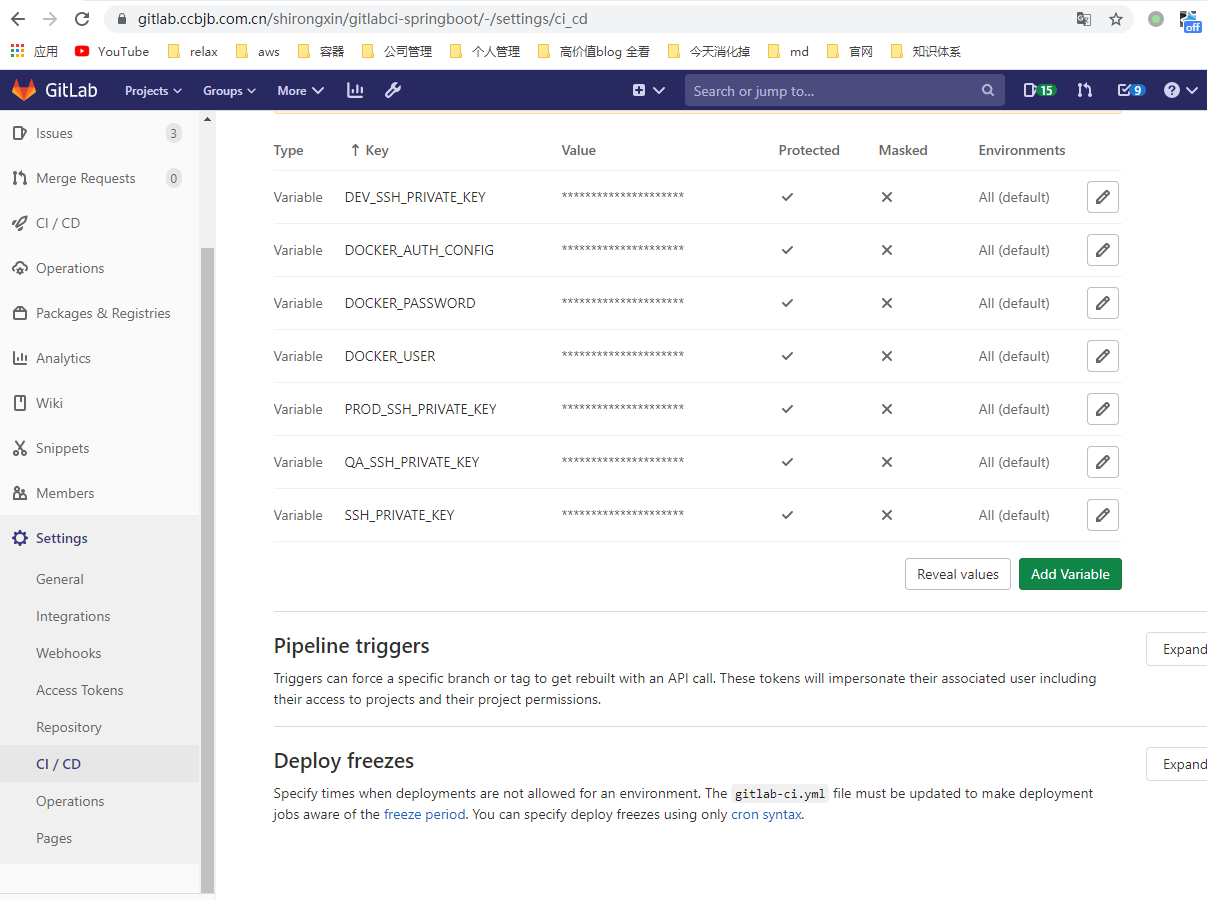 gitlab.ccbjb.com.cn/shirongxin/gitlabci-springboot/-/settings/ci_cd
应用 YouTube relax aws 容器 公司管理 个人管理 高价值blog 全看 今天消化掉 md 官网 知识体系
off
GitLab Projects Groups More Search or jump to... 15 9
Issues 3
Merge Requests 0
CI / CD
Operations
Packages & Registries
Analytics
Wiki
Snippets
Members
Settings
General
Integrations
Webhooks
Access Tokens
Repository
CI / CD
Operations
Pages
Type ↑ Key Value Protected Masked Environments
Variable DEV_SSH_PRIVATE_KEY ********************* All (default)
Variable DOCKER_AUTH_CONFIG ********************* All (default)
Variable DOCKER_PASSWORD ********************* All (default)
Variable DOCKER_USER ********************* All (default)
Variable PROD_SSH_PRIVATE_KEY ********************* All (default)
Variable QA_SSH_PRIVATE_KEY ********************* All (default)
Variable SSH_PRIVATE_KEY ********************* All (default)
Reveal values Add Variable
Pipeline triggers Expand
Triggers can force a specific branch or tag to get rebuilt with an API call. These tokens will impersonate their associated user including
their access to projects and their project permissions.
Deploy freezes Expand
Specify times when deployments are not allowed for an environment. The gitlab-ci.yml file must be updated to make deployment
jobs aware of the freeze period. You can specify deploy freezes using only cron syntax.